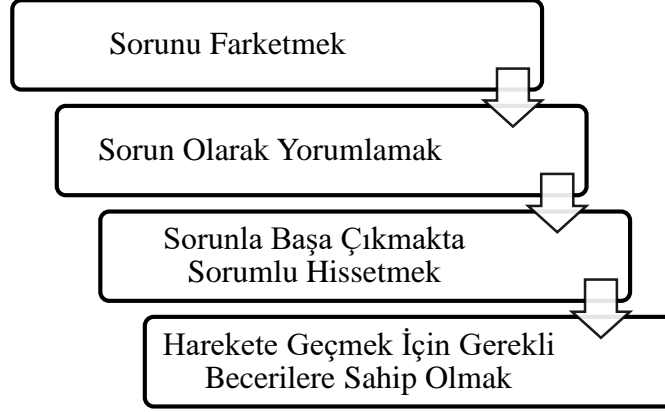 Sorunu Farketmek
Sorun Olarak Yorumlamak
Sorunla Başa Çıkmakta
Sorumlu Hissetmek
Harekete Geçmek İçin Gerekli
Becerilere Sahip Olmak